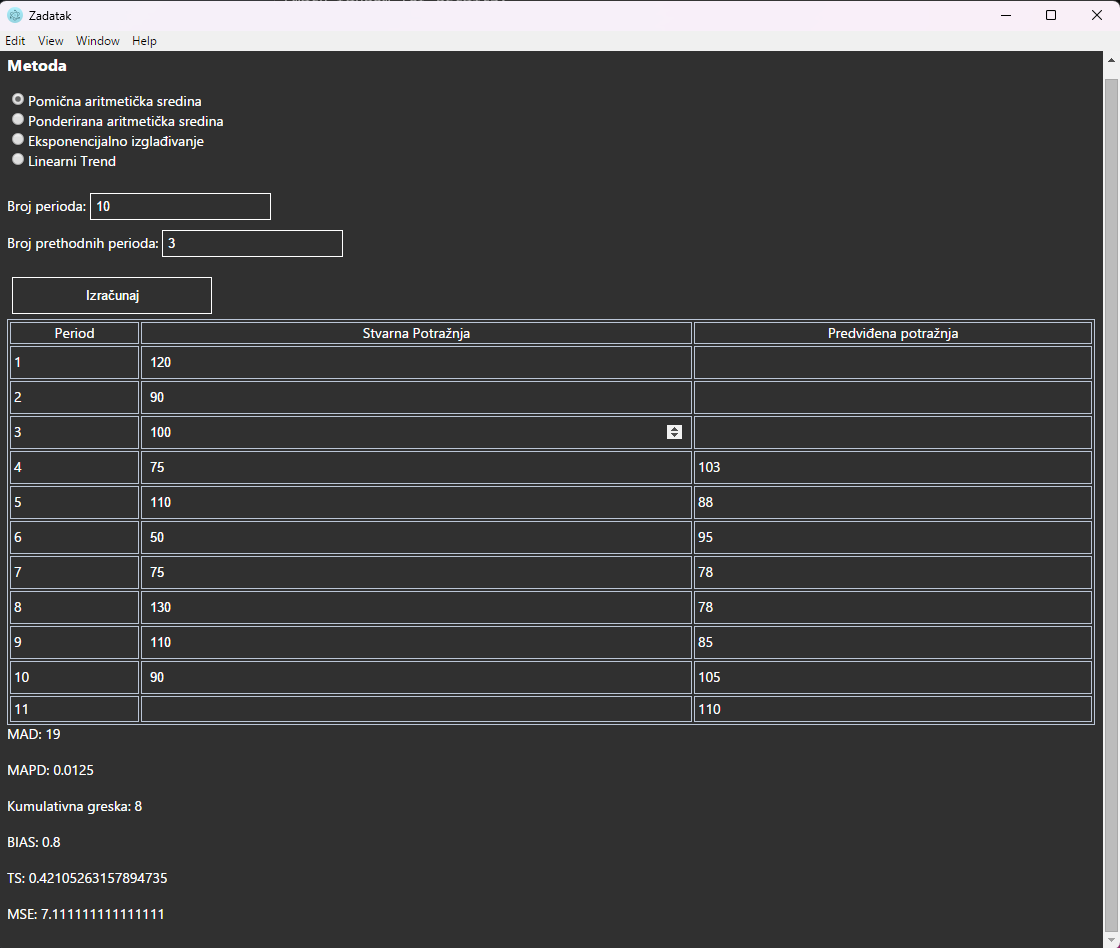 Zadatak
Edit View Window Help
Metoda
Pomična aritmetička sredina
Ponderirana aritmetička sredina
Eksponencijalno izglađivanje
Linearni Trend
Broj perioda: 10
Broj prethodnih perioda: 3
Izračunaj
Period Stvarna Potražnja Predviđena potražnja
1 120
2 90
3 100
4 75 103
5 110 88
6 50 95
7 75 78
8 130 78
9 110 85
10 90 105
11 110
MAD: 19
MAPD: 0.0125
Kumulativna greska: 8
BIAS: 0.8
TS: 0.42105263157894735
MSE: 7.111111111111111